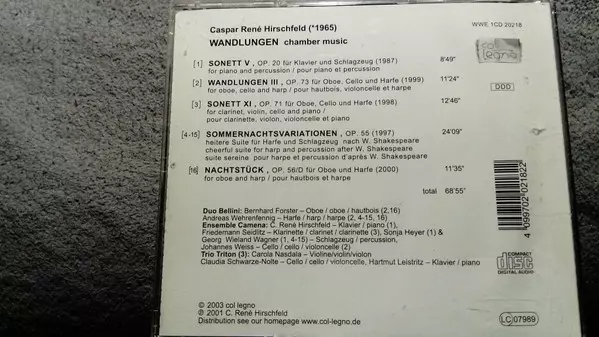 Caspar René Hirschfeld (*1965)
WWE 1CD 20218
WANDLUNGEN chamber music
col legno
[1] SONETT V , OP. 20 für Klavier und Schlagzeug (1987) 8'49"
for piano and percussion / pour piano et percussion
[2] WANDLUNGEN III , OP. 73 für Oboe, Cello und Harfe (1999) 11'24"
for oboe, cello and harp / pour hautbois, violoncelle et harpe
DDD
[3] SONETT XI , OP. 71 für Oboe, Cello und Harfe (1998) 12'46"
for clarinet, violin, cello and piano /
pour clarinette, violon, violoncelle et piano
[4-15] SOMMERNACHTSVARIATIONEN , OP. 55 (1997) 24'09"
heitere Suite für Harfe und Schlagzeug nach W. Shakespeare
cheerful suite for harp and percussion after W. Shakespeare
suite sereine pour harpe et percussion d'après W. Shakespeare
[16] NACHTSTÜCK , OP. 56/D für Oboe und Harfe (2000) 11'35"
for oboe and harp / pour hautbois et harpe
total 68'55"
Duo Bellini: Bernhard Forster – Oboe / oboe / hautbois (2,16)
Andreas Wehrenfennig – Harfe / harp / harpe (2, 4-15, 16)
Ensemble Camena: C. René Hirschfeld – Klavier / piano (1),
Friedemann Seidlitz – Klarinette / clarinet / clarinette (3), Sonja Heyer (1) &
Georg Wieland Wagner (1, 4-15) – Schlagzeug / percussion,
Johannes Weiss – Cello / cello / violoncelle (2)
Trio Triton (3): Carola Nasdala – Violine/violin/violon
Claudia Schwarze-Nolte – Cello / cello / violoncelle, Hartmut Leistritz – Klavier / piano
4 099702 021822
COMPACT
disc
DIGITAL AUDIO
© 2003 col legno
℗ 2001 C. René Hirschfeld
Distribution see our homepage www.col-legno.de
LC 07989